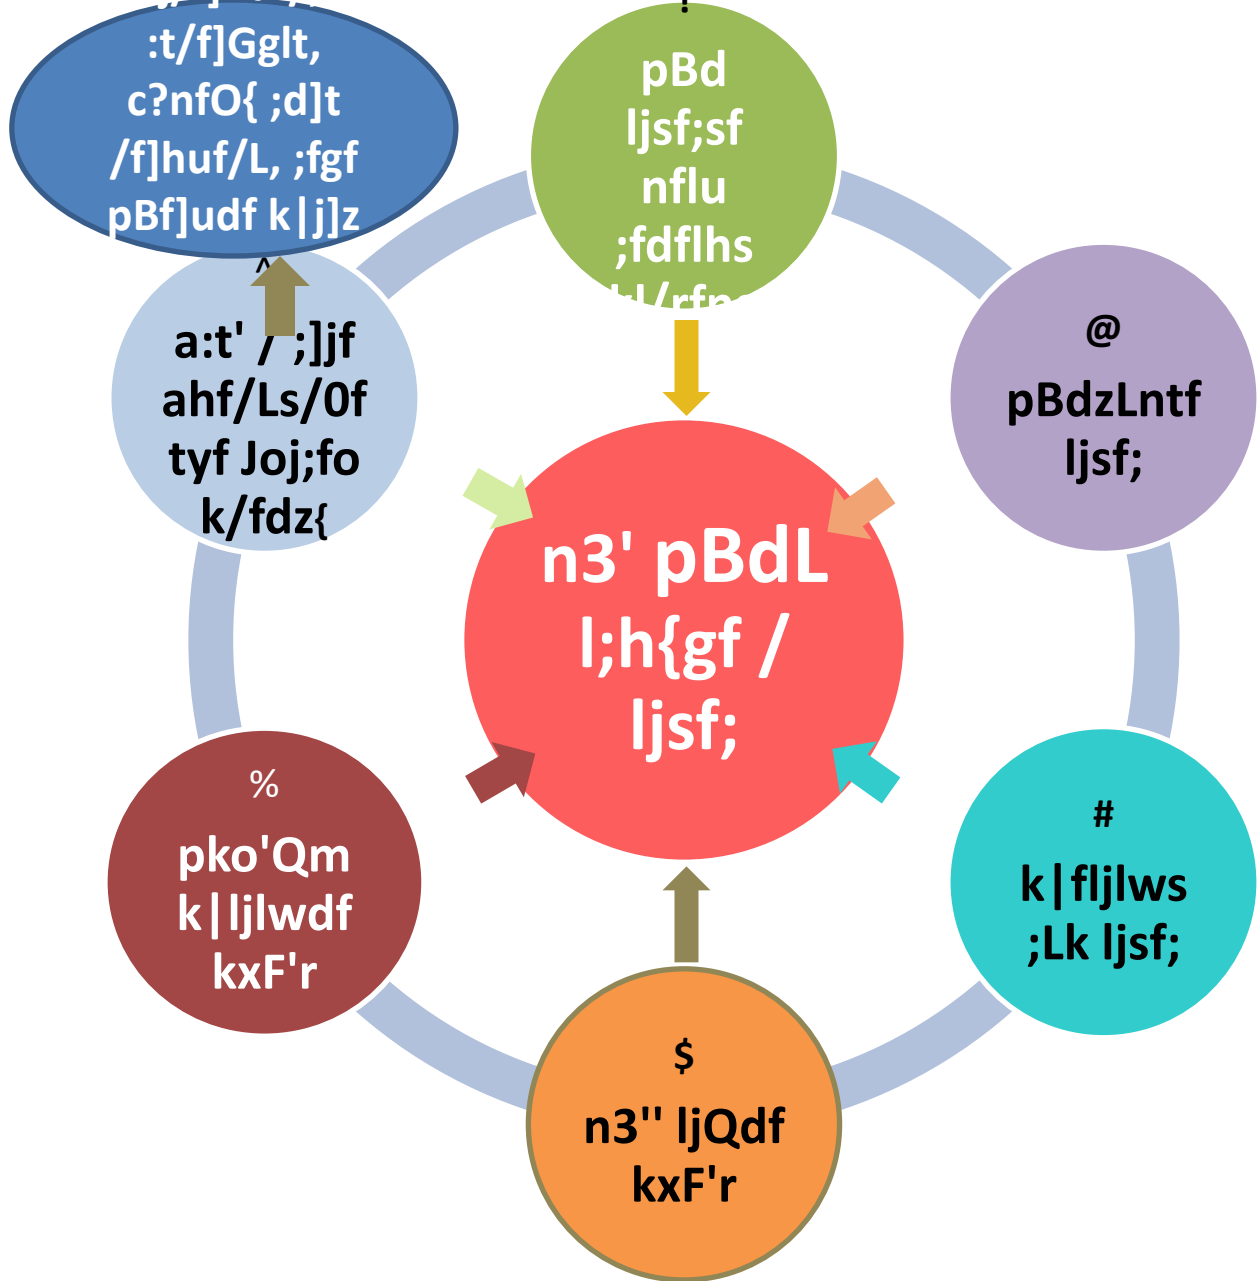 :t/f]Gglt,
c?nfO{ ;d]t
/f]huf/L, ;fgf
pBf]udf k|j]z
!
pBd
ljsf;sf
nflu
;fdflhs
@
pBdzLntf
ljsf;
#
k|fljlws
;Lk ljsf;
$
n3'' ljQdf
kxF'r
%
pko'Qm
k|ljlwdf
kxF'r
^
a:t' / ;]jf
ahf/Ls/0f
tyf Joj;fo
k/fdz{
n3' pBdL
l;h{gf /
ljsf;